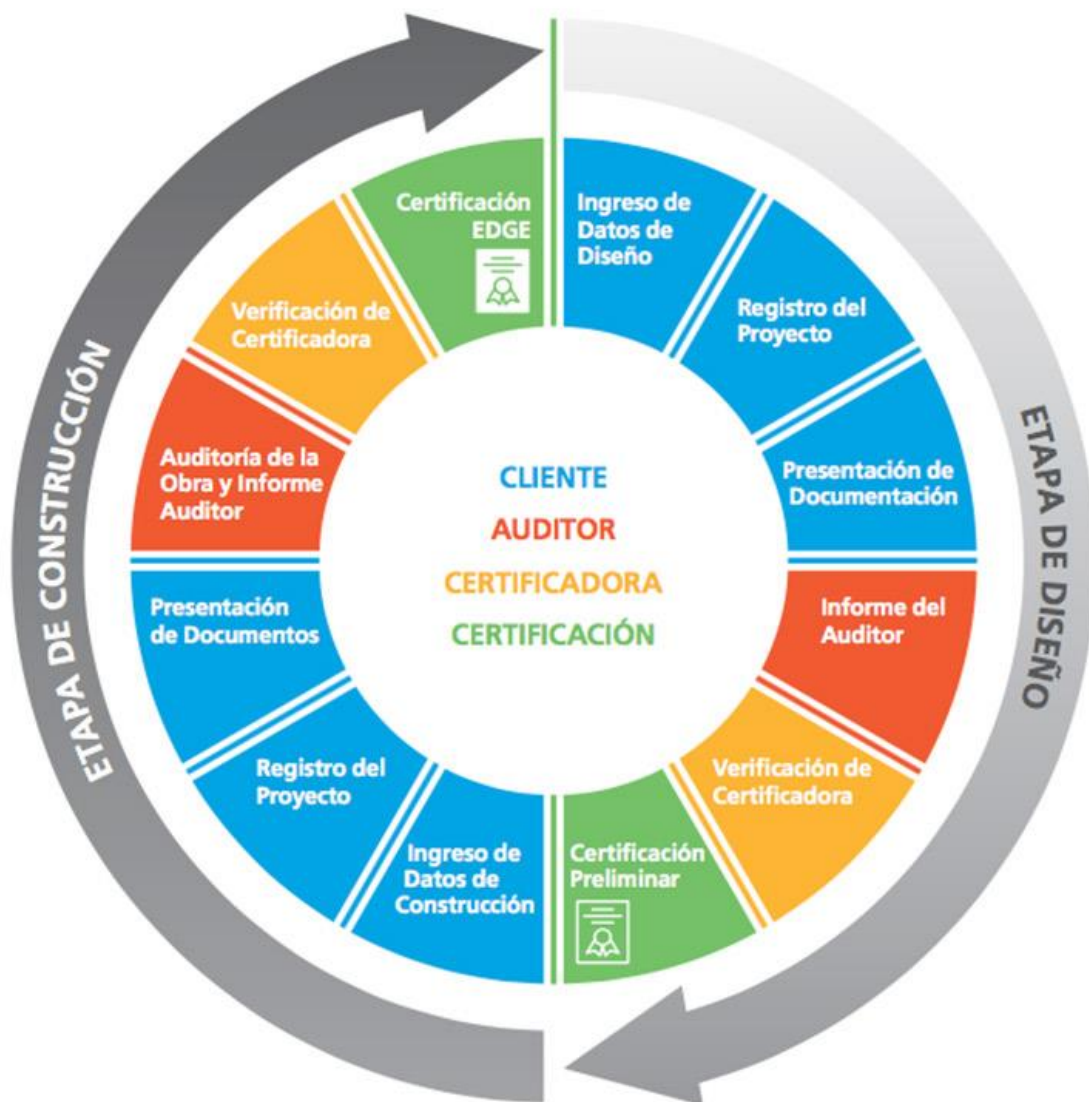 Ingreso de
Datos de
Diseño
Registro del
Proyecto
Presentación de
Documentación
Informe del
Auditor
Verificación de
Certificadora
Certificación
Preliminar
Ingreso de
Datos de
Construcción
Registro del
Proyecto
Presentación
de Documentos
Auditoría de la
Obra y Informe
Auditor
Verificación de
Certificadora
Certificación
EDGE
CLIENTE
AUDITOR
CERTIFICADORA
CERTIFICACIÓN
ETAPA DE DISEÑO
ETAPA DE CONSTRUCCIÓN